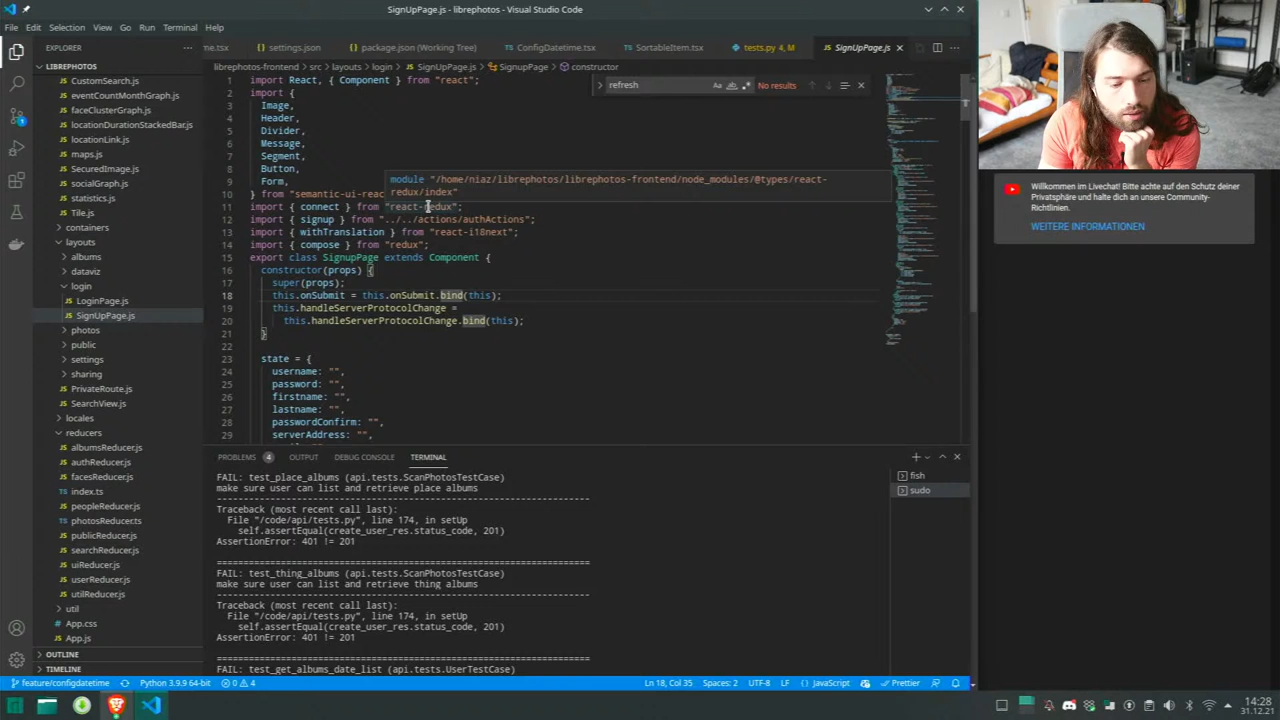 SignUpPage.js - librephotos - Visual Studio Code
File Edit Selection View Go Run Terminal Help
EXPLORER
me.tsx settings.json package.json (Working Tree) ConfigDatetime.tsx SortableItem.tsx tests.py 4, M SignUpPage.js
LIBREPHOTOS
librephotos-frontend > src > layouts > login > SignUpPage.js > SignupPage > constructor
CustomSearch.js
eventCountMonthGraph.js
faceClusterGraph.js
locationDurationStackedBar.js
locationLink.js
maps.js
SecuredImage.js
socialGraph.js
statistics.js
Tile.js
containers
layouts
albums
dataviz
login
LoginPage.js
SignUpPage.js
photos
public
settings
sharing
PrivateRoute.js
SearchView.js
locales
reducers
albumsReducer.js
authReducer.js
facesReducer.js
index.ts
peopleReducer.js
photosReducer.ts
publicReducer.js
searchReducer.js
uiReducer.js
userReducer.js
utilReducer.js
util
App.css
App.js
OUTLINE
TIMELINE
refresh Aa ab No results
1 import React, { Component } from "react";
2 import {
3 Image,
4 Header,
5 Divider,
6 Message,
7 Segment,
8 Button,
9 Form,
10 } from "semantic-ui-reac
module "/home/niaz/librephotos/librephotos-frontend/node_modules/@types/react-
redux/index"
11 import { connect } from "react-redux";
12 import { signup } from "../../actions/authActions";
13 import { withTranslation } from "react-i18next";
14 import { compose } from "redux";
15 export class SignupPage extends Component {
16 constructor(props) {
17 super(props);
18 this.onSubmit = this.onSubmit.bind(this);
19 this.handleServerProtocolChange =
20 this.handleServerProtocolChange.bind(this);
21 }
22
23 state = {
24 username: "",
25 password: "",
26 firstname: "",
27 lastname: "",
28 passwordConfirm: "",
29 serverAddress: "",
PROBLEMS 4 OUTPUT DEBUG CONSOLE TERMINAL
FAIL: test_place_albums (api.tests.ScanPhotosTestCase)
make sure user can list and retrieve place albums
----------------------------------------------------------------------
Traceback (most recent call last):
File "/code/api/tests.py", line 174, in setUp
self.assertEqual(create_user_res.status_code, 201)
AssertionError: 401 != 201
======================================================================
FAIL: test_thing_albums (api.tests.ScanPhotosTestCase)
make sure user can list and retrieve thing albums
----------------------------------------------------------------------
Traceback (most recent call last):
File "/code/api/tests.py", line 174, in setUp
self.assertEqual(create_user_res.status_code, 201)
AssertionError: 401 != 201
======================================================================
FAIL: test_get_albums_date_list (api.tests.UserTestCase)
fish
sudo
Willkommen im Livechat! Bitte achte auf den Schutz deiner
Privatsphäre und halte dich an unsere Community-
Richtlinien.
WEITERE INFORMATIONEN
feature/configdatetime Python 3.9.9 64-bit 0 4 Ln 18, Col 35 Spaces: 2 UTF-8 LF JavaScript Prettier
14:28
31.12.21